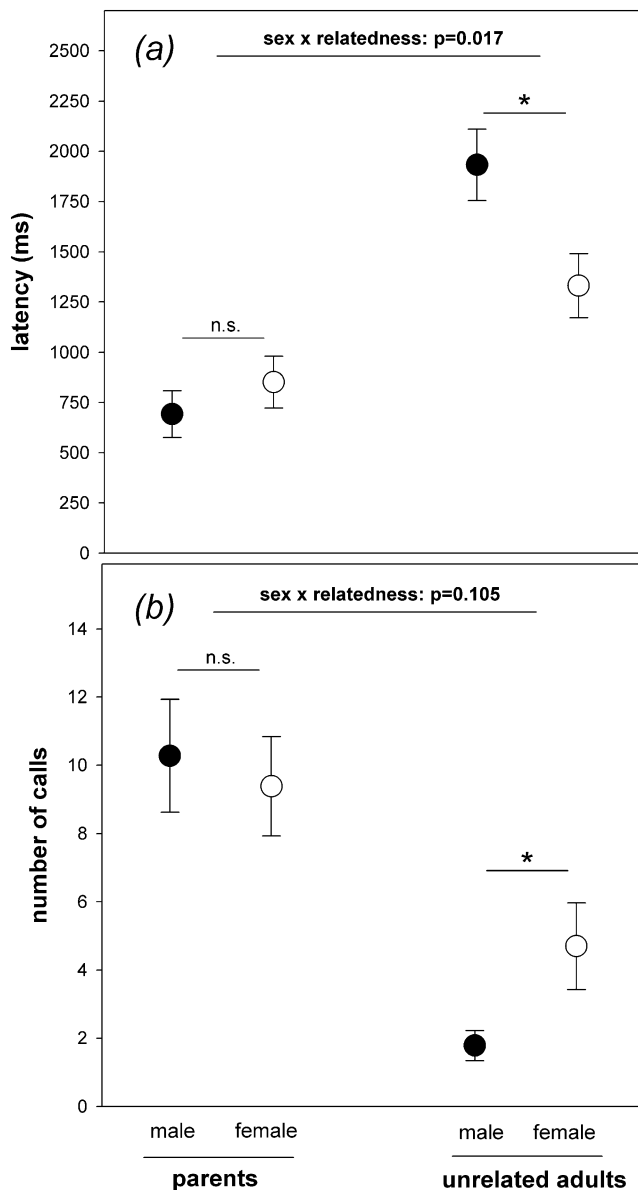 (a)
sex x relatedness: p=0.017
2500
2250
2000
1750
1500
1250
1000
750
500
250
0
latency (ms)
*
n.s.
(b)
sex x relatedness: p=0.105
14
12
10
8
6
4
2
0
number of calls
n.s.
*
male female male female
parents unrelated adults